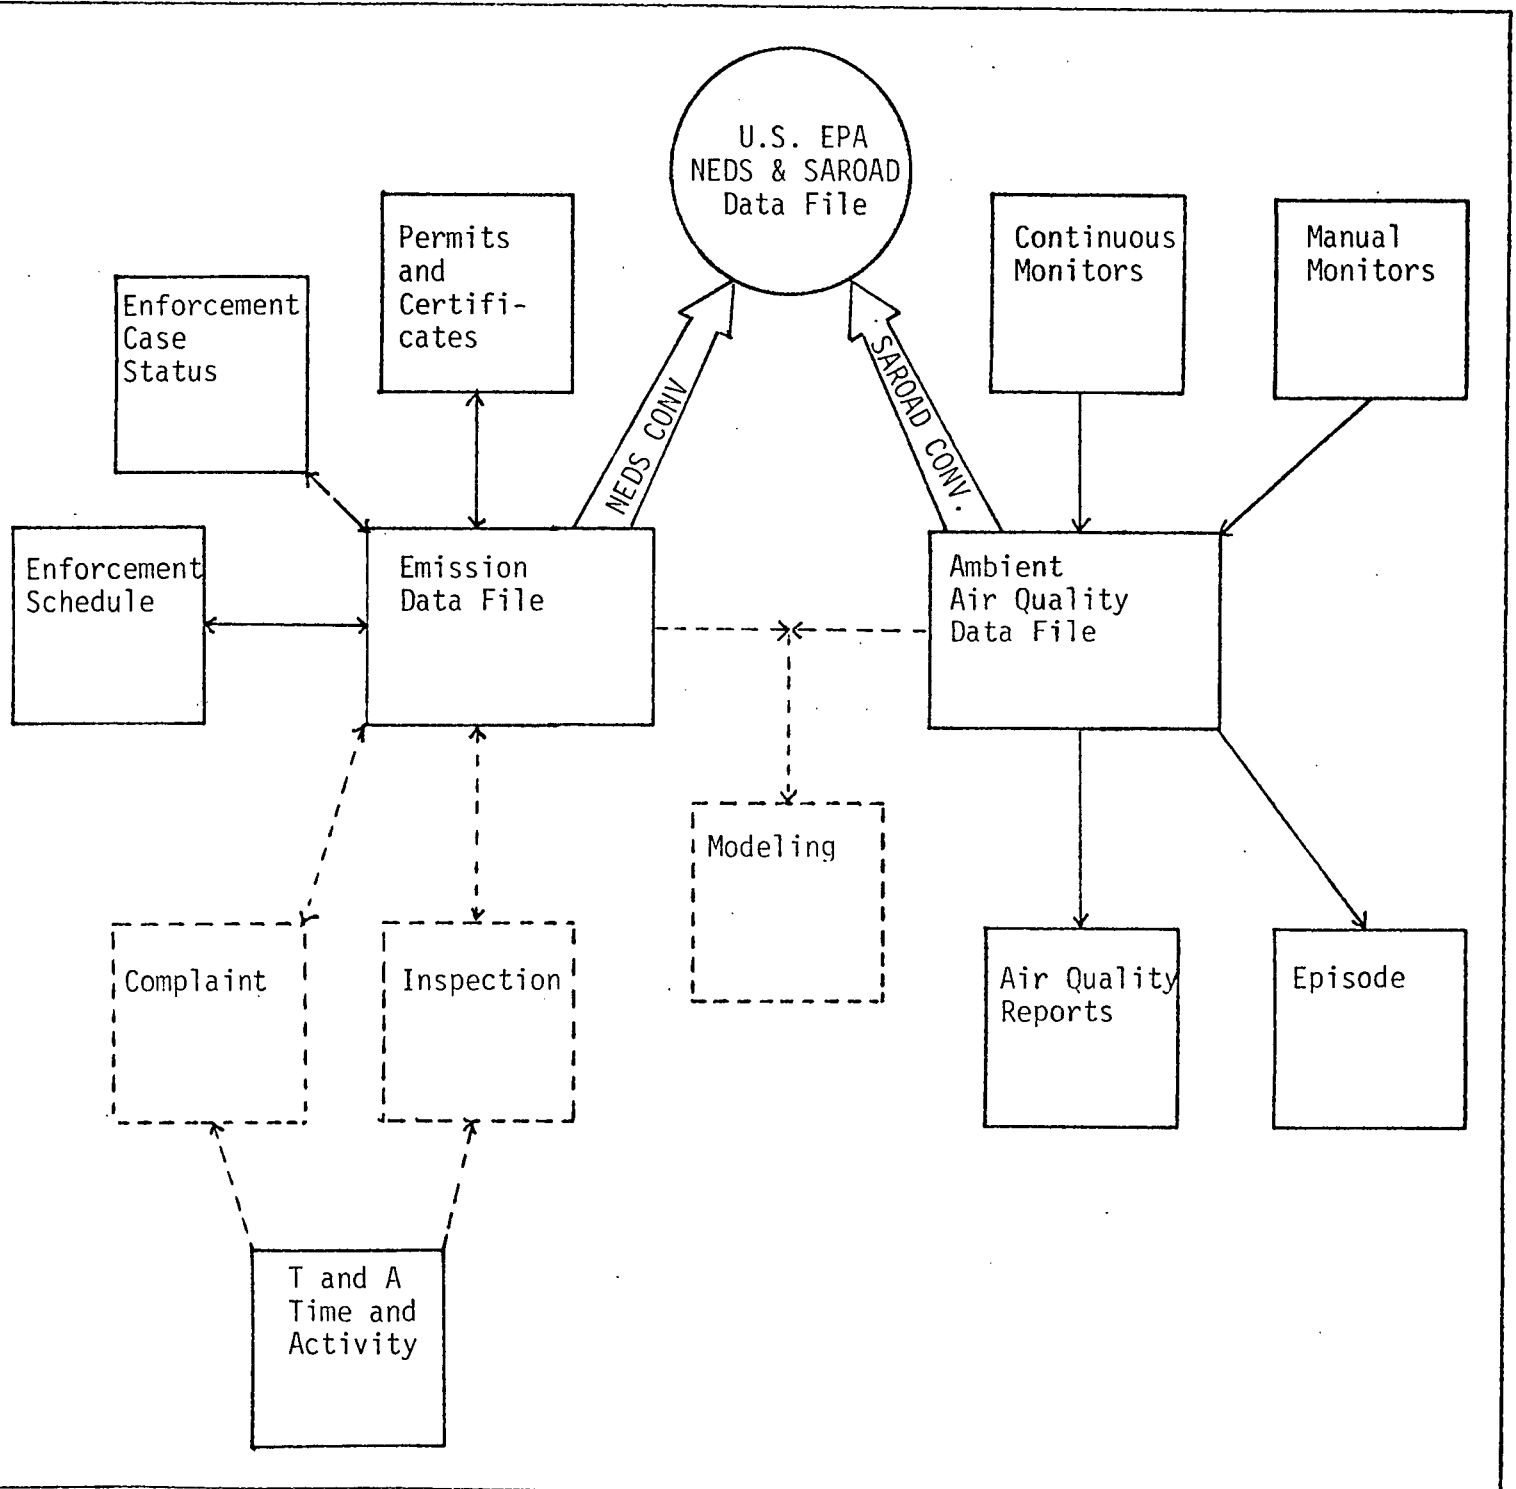 U.S. EPA
NEDS & SAROAD
Data File
Permits
and
Certifi-
cates
Continuous
Monitors
Manual
Monitors
Enforcement
Case
Status
NEDS CONV
SAROAD CONV.
Enforcement
Schedule
Emission
Data File
Ambient
Air Quality
Data File
Modeling
Complaint
Inspection
Air Quality
Reports
Episode
T and A
Time and
Activity